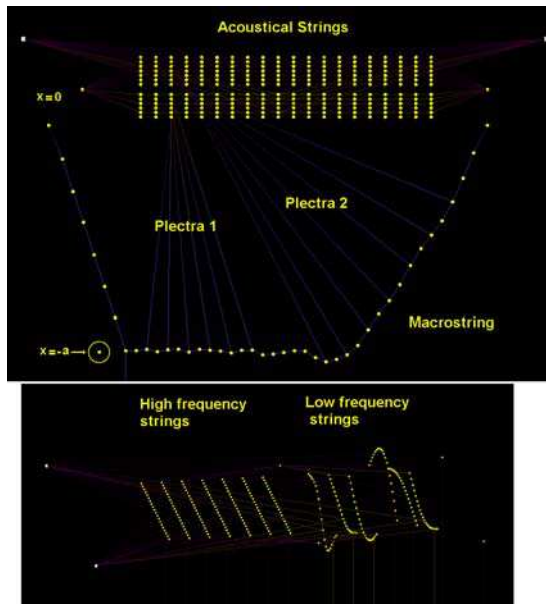 Acoustical Strings
x=0
Plectra 1
Plectra 2
Macrostring
x=-a
High frequency
strings
Low frequency
strings